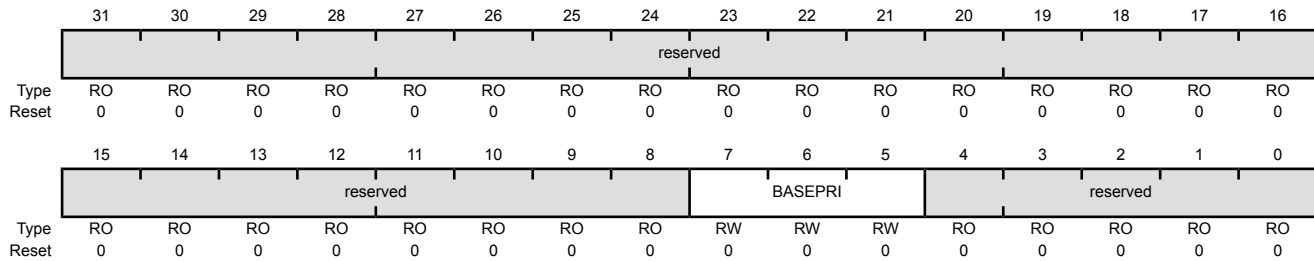 31 30 29 28 27 26 25 24 23 22 21 20 19 18 17 16
reserved
Type RO RO RO RO RO RO RO RO RO RO RO RO RO RO RO RO
Reset 0 0 0 0 0 0 0 0 0 0 0 0 0 0 0 0
15 14 13 12 11 10 9 8 7 6 5 4 3 2 1 0
reserved BASEPRI reserved
Type RO RO RO RO RO RO RO RO RW RW RW RO RO RO RO RO
Reset 0 0 0 0 0 0 0 0 0 0 0 0 0 0 0 0